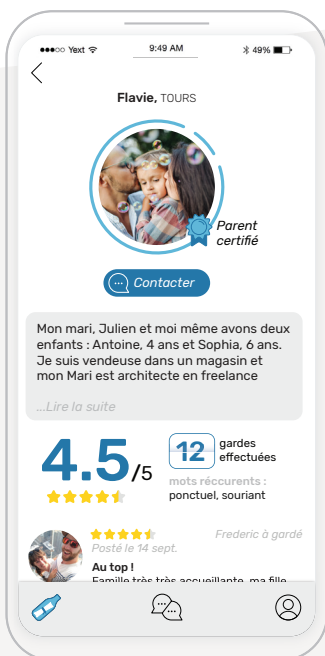 Yext 9:49 AM 49%
Flavie, TOURS
Parent
certifié
Contacter
Mon mari, Julien et moi même avons deux
enfants : Antoine, 4 ans et Sophia, 6 ans.
Je suis vendeuse dans un magasin et
mon Mari est architecte en freelance
...Lire la suite
4.5/5
12 gardes
effectuées
mots réccurents :
ponctuel, souriant
Frederic à gardé
Posté le 14 sept.
Au top !
Famille très très accueillante, ma fille